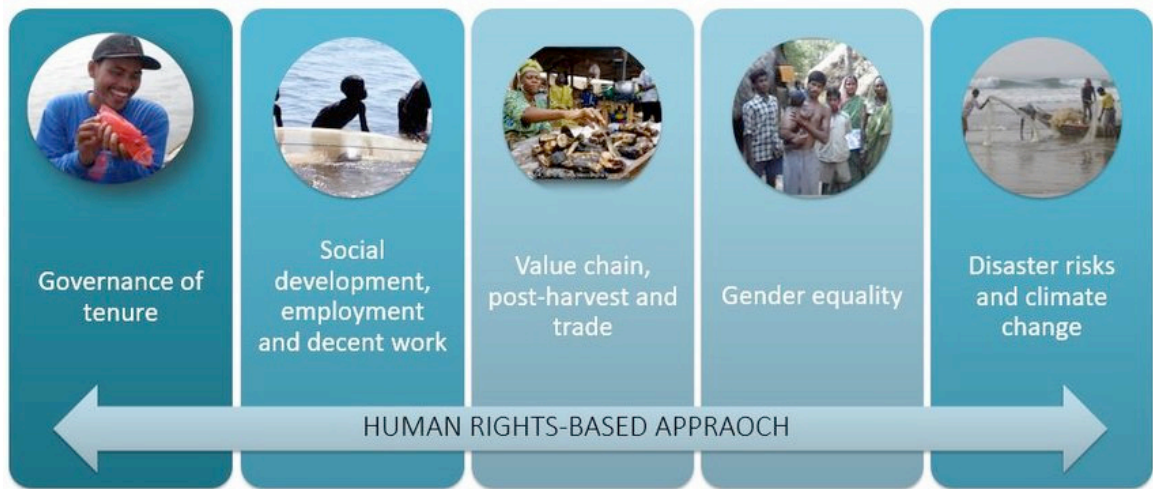 Governance of
tenure
Social
development,
employment
and decent work
Value chain,
post-harvest and
trade
Gender equality
Disaster risks
and climate
change
HUMAN RIGHTS-BASED APPRAOCH